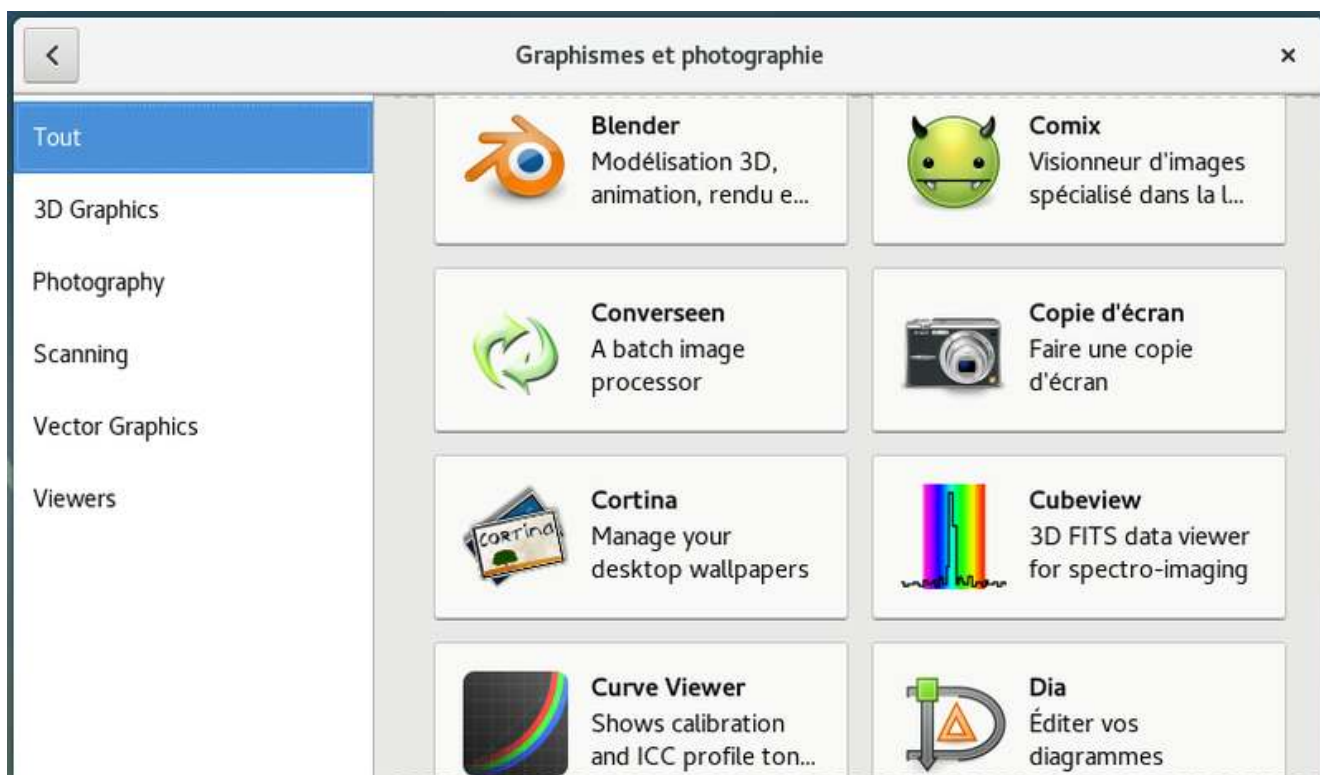 Graphismes et photographie
Tout
3D Graphics
Photography
Scanning
Vector Graphics
Viewers
Blender
Modélisation 3D,
animation, rendu e...
Comix
Visionneur d'images
spécialisé dans la l...
Converseen
A batch image
processor
Copie d'écran
Faire une copie
d'écran
CORTINA
Cortina
Manage your
desktop wallpapers
Cubeview
3D FITS data viewer
for spectro-imaging
Curve Viewer
Shows calibration
and ICC profile ton...
Dia
Éditer vos
diagrammes